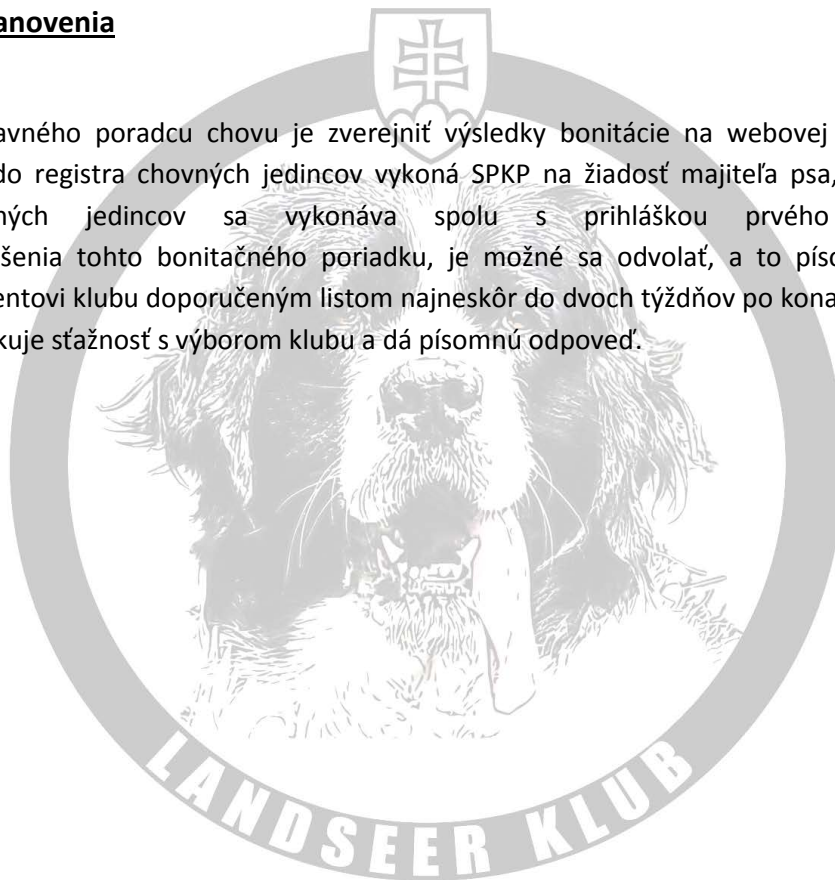 anovenia
avného poradcu chovu je zverejniť výsledky bonitácie na webovej
do registra chovných jedincov vykoná SPKP na žiadosť majiteľa psa,
ných jedincov sa vykonáva spolu s prihláškou prvého
šenia tohto bonitačného poriadku, je možné sa odvolať, a to píso
entovi klubu doporučeným listom najneskôr do dvoch týždňov po kona
kuje sťažnosť s výborom klubu a dá písomnú odpoveď.
LANDSEER KLUB